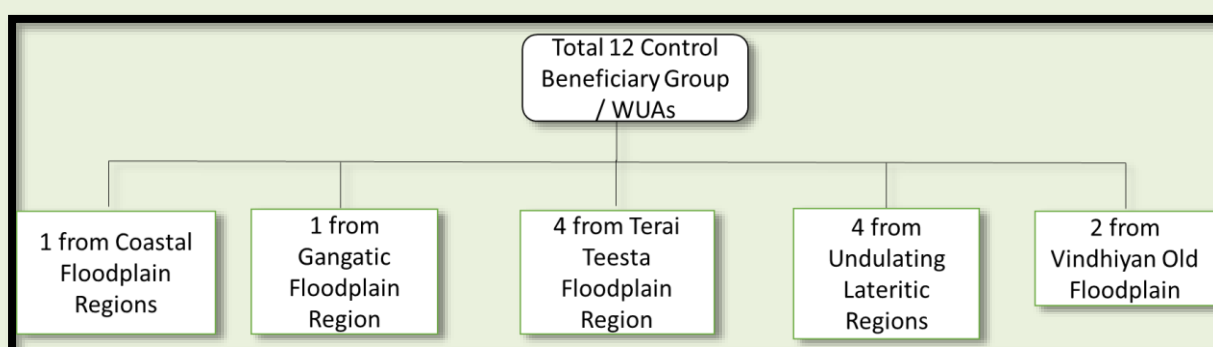 Total 12 Control
Beneficiary Group
/ WUAs
1 from Coastal
Floodplain
Regions
1 from
Gangatic
Floodplain
Region
4 from Terai
Teesta
Floodplain
Region
4 from
Undulating
Lateritic
Regions
2 from
Vindhiyan Old
Floodplain